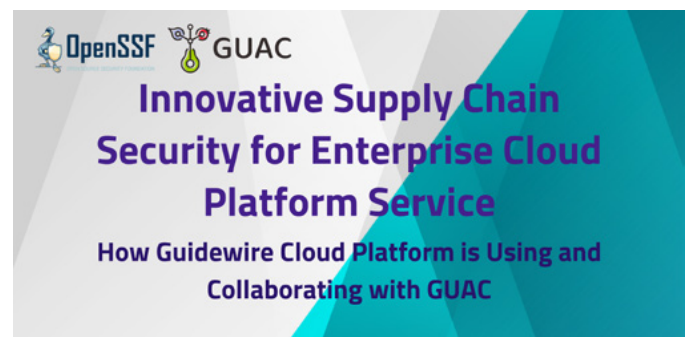 OpenSSF GUAC
Innovative Supply Chain
Security for Enterprise Cloud
Platform Service
How Guidewire Cloud Platform is Using and
Collaborating with GUAC